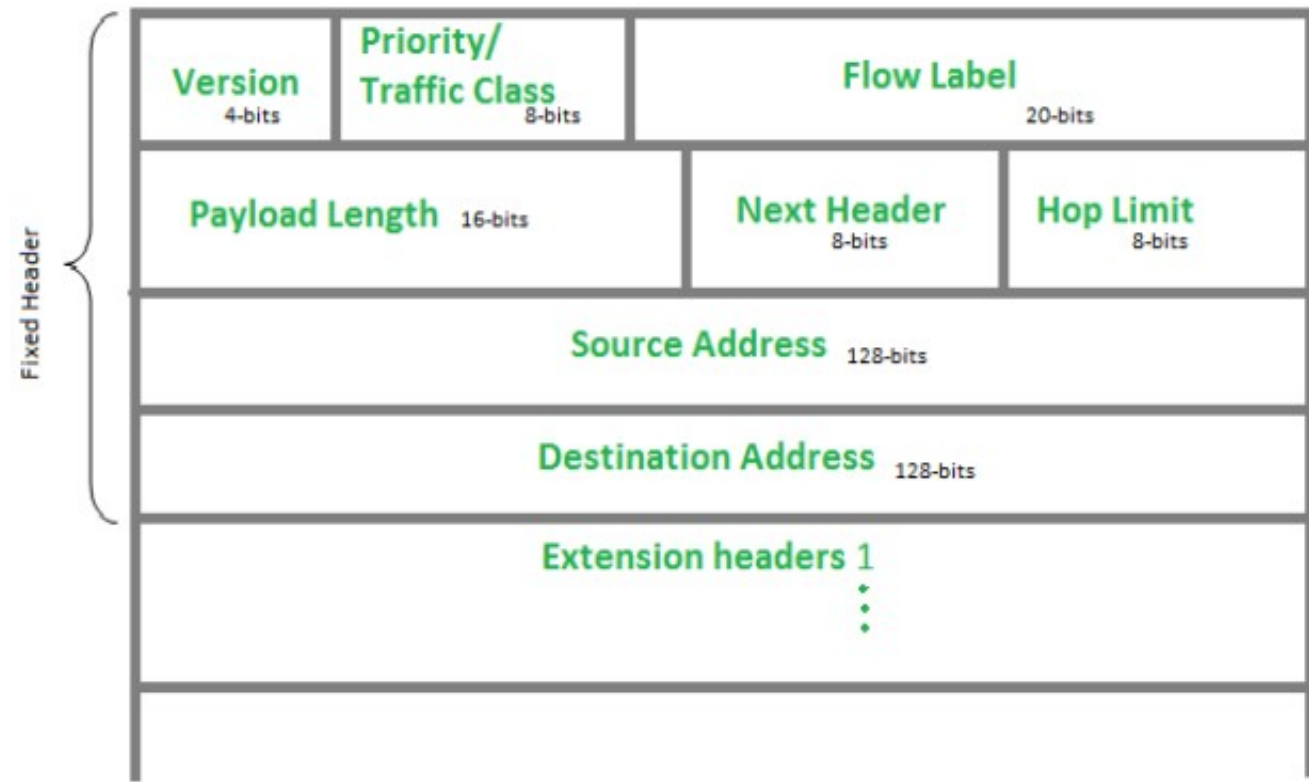 Fixed Header
Version
4-bits
Priority/
Traffic Class
8-bits
Flow Label
20-bits
Payload Length 16-bits
Next Header
8-bits
Hop Limit
8-bits
Source Address 128-bits
Destination Address 128-bits
Extension headers 1